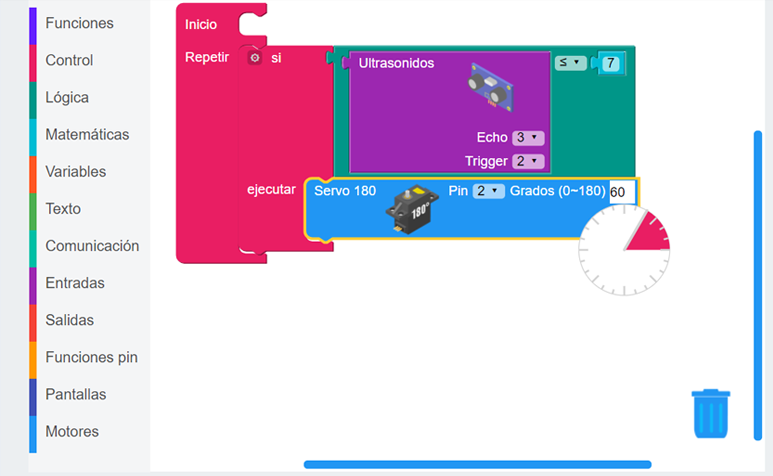 Funciones
Control
Lógica
Matemáticas
Variables
Texto
Comunicación
Entradas
Salidas
Funciones pin
Pantallas
Motores
Inicio
Repetir si
Ultrasonidos ≤ 7
Echo 3
Trigger 2
ejecutar Servo 180 180° Pin 2 Grados (0~180) 60